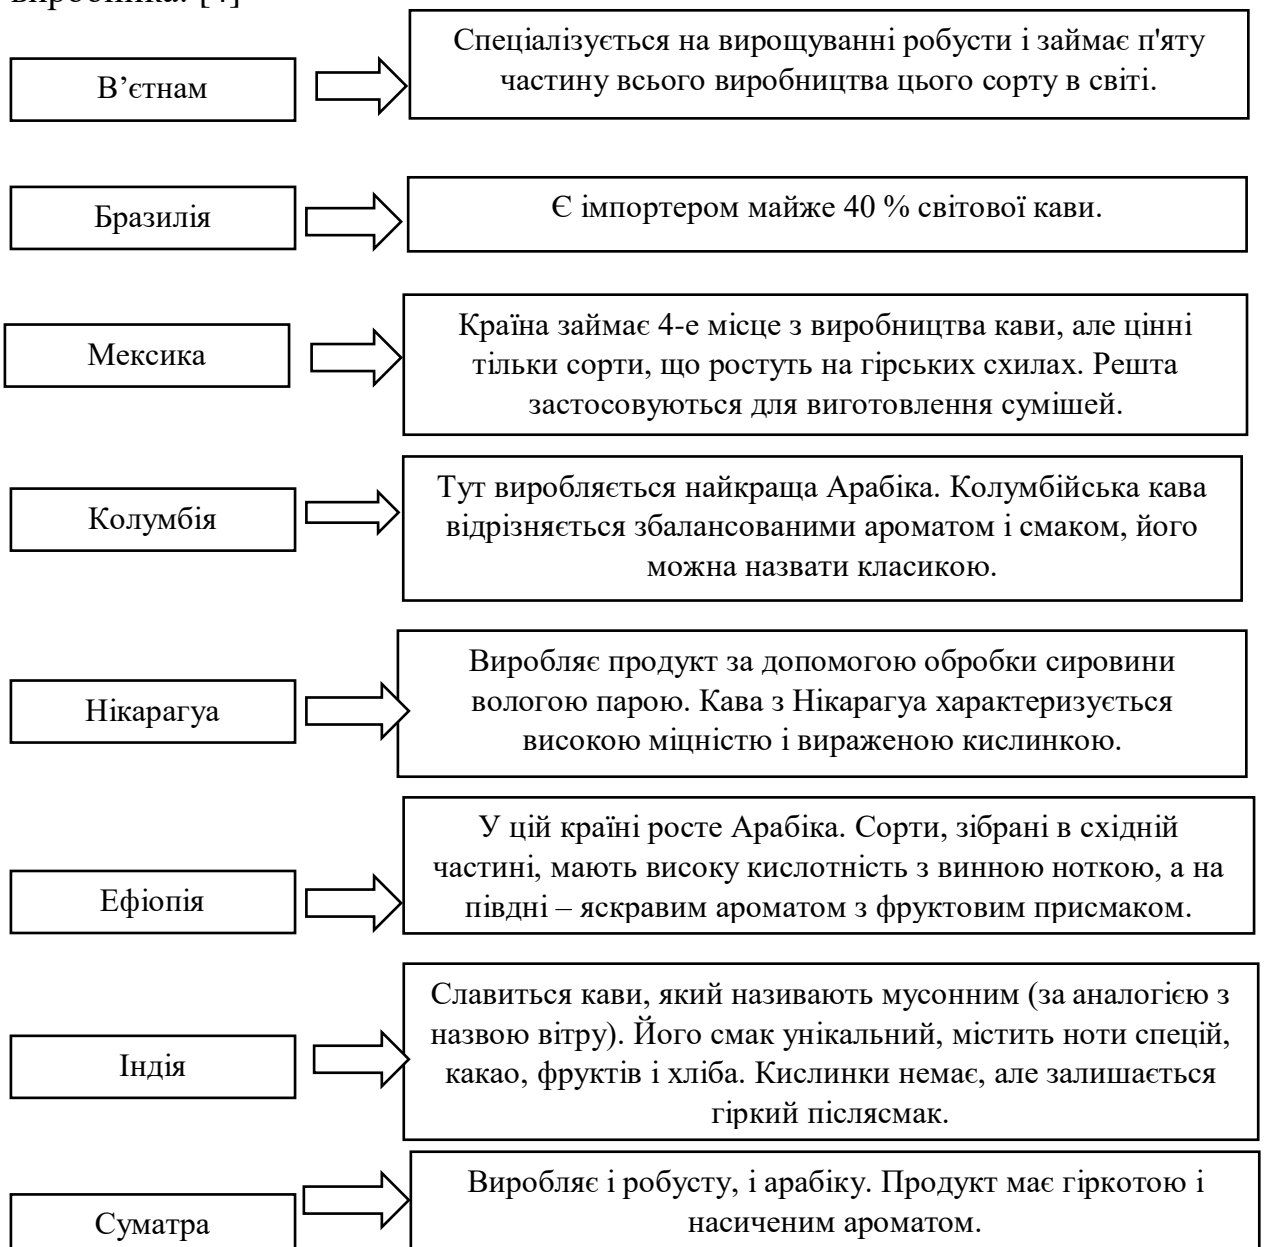 виробника. [4]
В’єтнам
Спеціалізується на вирощуванні робусти і займає п'яту
частину всього виробництва цього сорту в світі.
Бразилія
Є імпортером майже 40 % світової кави.
Мексика
Країна займає 4-е місце з виробництва кави, але цінні
тільки сорти, що ростуть на гірських схилах. Решта
застосовуються для виготовлення сумішей.
Колумбія
Тут виробляється найкраща Арабіка. Колумбійська кава
відрізняється збалансованими ароматом і смаком, його
можна назвати класикою.
Нікарагуа
Виробляє продукт за допомогою обробки сировини
вологою парою. Кава з Нікарагуа характеризується
високою міцністю і вираженою кислинкою.
Ефіопія
У цій країні росте Арабіка. Сорти, зібрані в східній
частині, мають високу кислотність з винною ноткою, а на
півдні – яскравим ароматом з фруктовим присмаком.
Індія
Славиться кави, який називають мусонним (за аналогією з
назвою вітру). Його смак унікальний, містить ноти спецій,
какао, фруктів і хліба. Кислинки немає, але залишається
гіркий післясмак.
Суматра
Виробляє і робусту, і арабіку. Продукт має гіркотою і
насиченим ароматом.